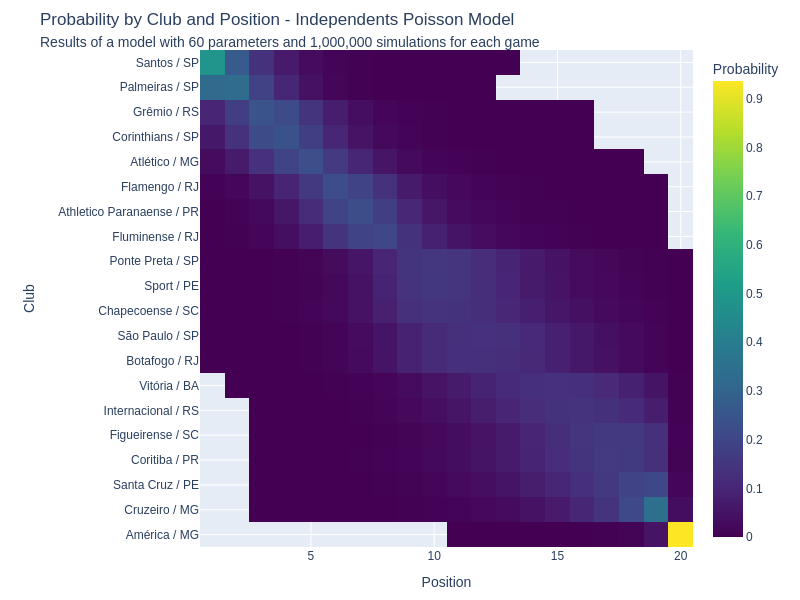 Probability by Club and Position - Independents Poisson Model
Results of a model with 60 parameters and 1,000,000 simulations for each game
Probability
Santos / SP
Palmeiras / SP
Grêmio / RS
Corinthians / SP
Atlético / MG
Flamengo / RJ
Athletico Paranaense / PR
Fluminense / RJ
Ponte Preta / SP
Sport / PE
Chapecoense / SC
São Paulo / SP
Botafogo / RJ
Vitória / BA
Internacional / RS
Figueirense / SC
Coritiba / PR
Santa Cruz / PE
Cruzeiro / MG
América / MG
Club
5 10 15 20
Position
0.9
0.8
0.7
0.6
0.5
0.4
0.3
0.2
0.1
0